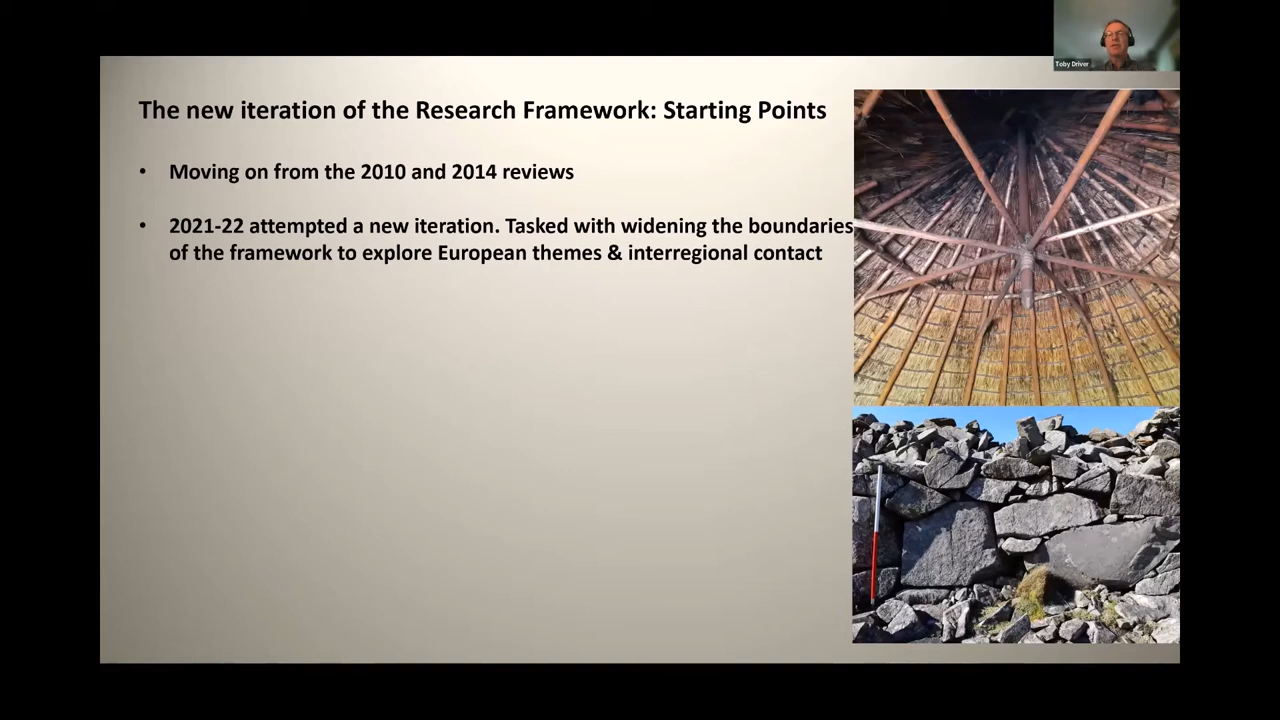 Toby Driver
The new iteration of the Research Framework: Starting Points
• Moving on from the 2010 and 2014 reviews
• 2021-22 attempted a new iteration. Tasked with widening the boundaries
of the framework to explore European themes & interregional contact